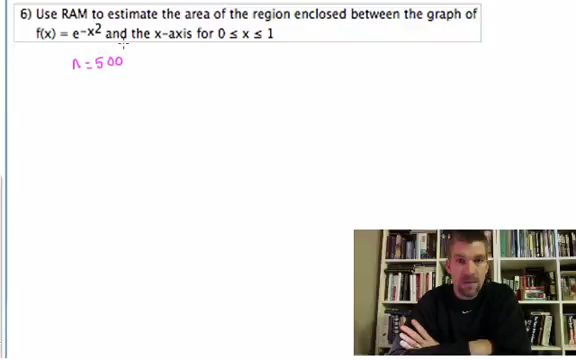 6) Use RAM to estimate the area of the region enclosed between the graph of
f(x) = e^-x2 and the x-axis for 0 ≤ x ≤ 1
n = 500